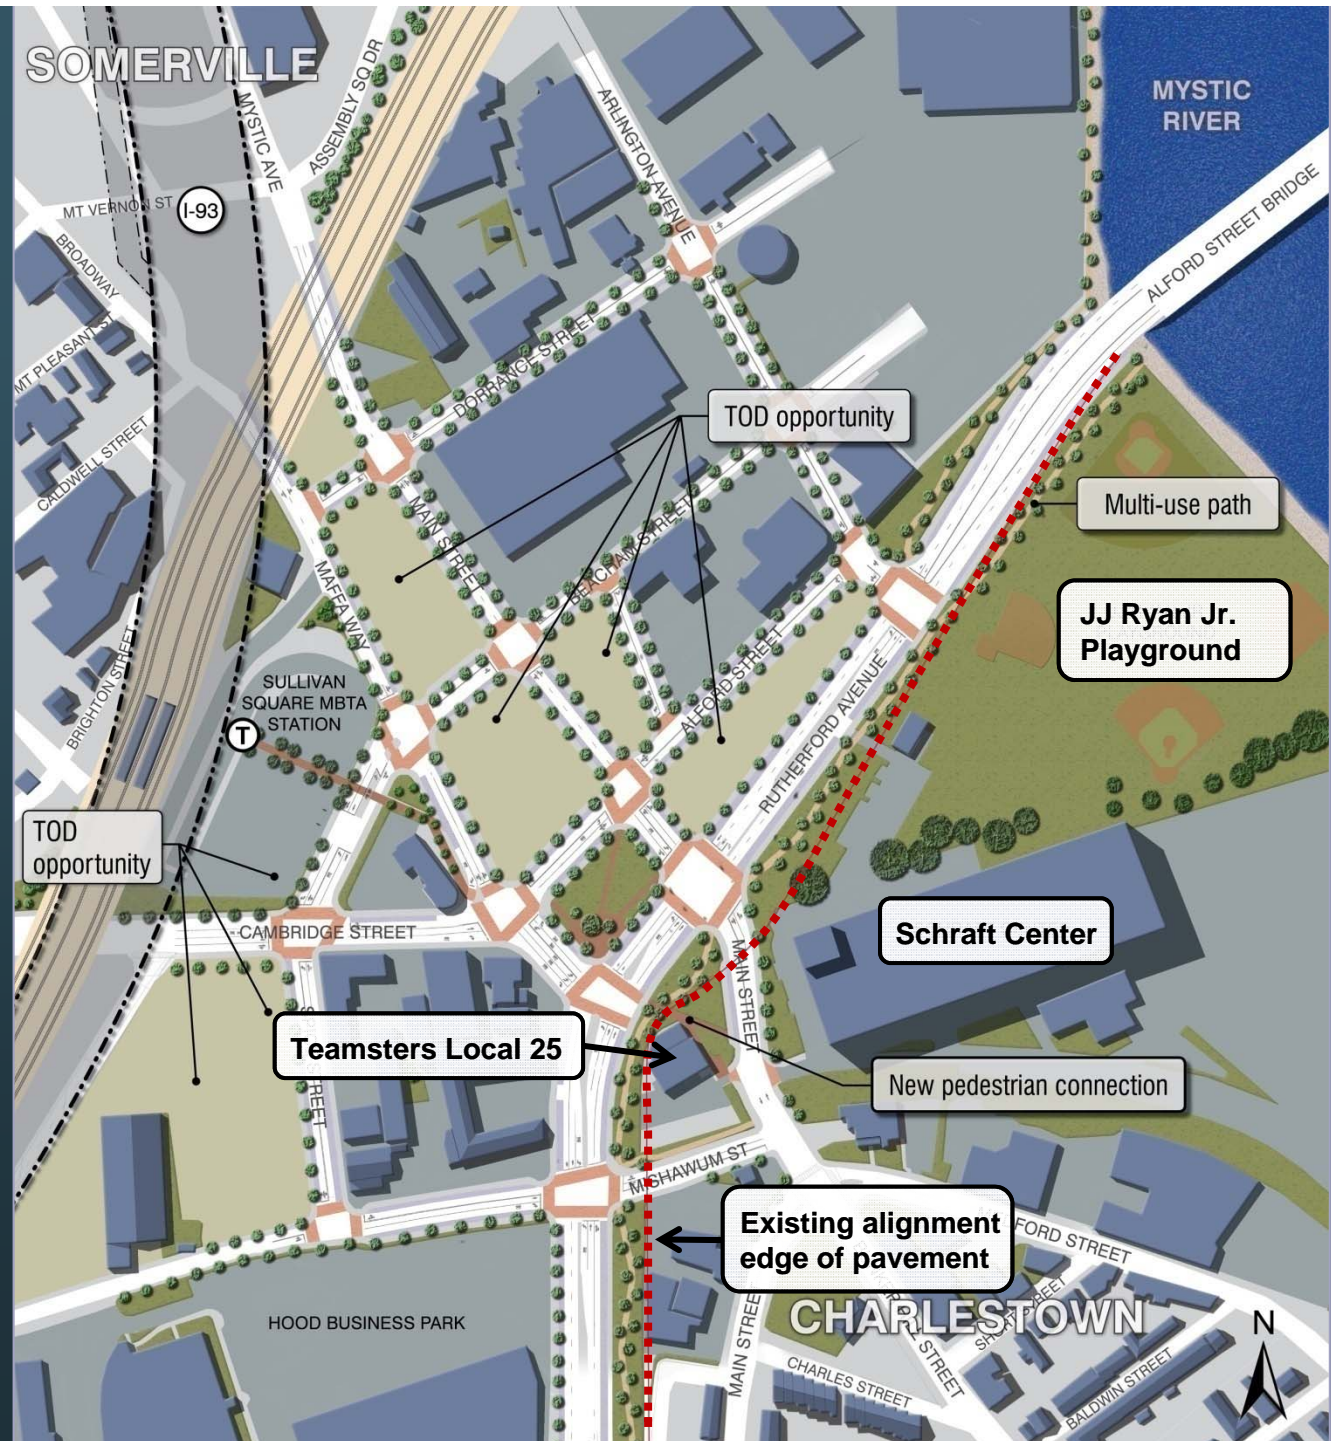 SOMERVILLE
MYSTIC AVE
ASSEMBLY SQ DR
ARLINGTON AVENUE
MYSTIC
RIVER
MT VERNON ST
I-93
BROADWAY
ALFORD STREET BRIDGE
MT PLEASANT ST
DORRANCE STREET
TOD opportunity
CALDWELL STREET
MAIN STREET
Multi-use path
BEACHAM STREET
MAFFA WAY
JJ Ryan Jr.
Playground
BRIGHTON STREET
SULLIVAN
SQUARE MBTA
STATION
T
ALFORD STREET
RUTHERFORD AVENUE
TOD
opportunity
CAMBRIDGE STREET
Schraft Center
MAIN STREET
Teamsters Local 25
STREET
New pedestrian connection
MISHAWUM ST
Existing alignment
edge of pavement
FORD STREET
HOOD BUSINESS PARK
CHARLESTOWN
N
MAIN STREET
STREET
CHARLES STREET
BALDWIN STREET